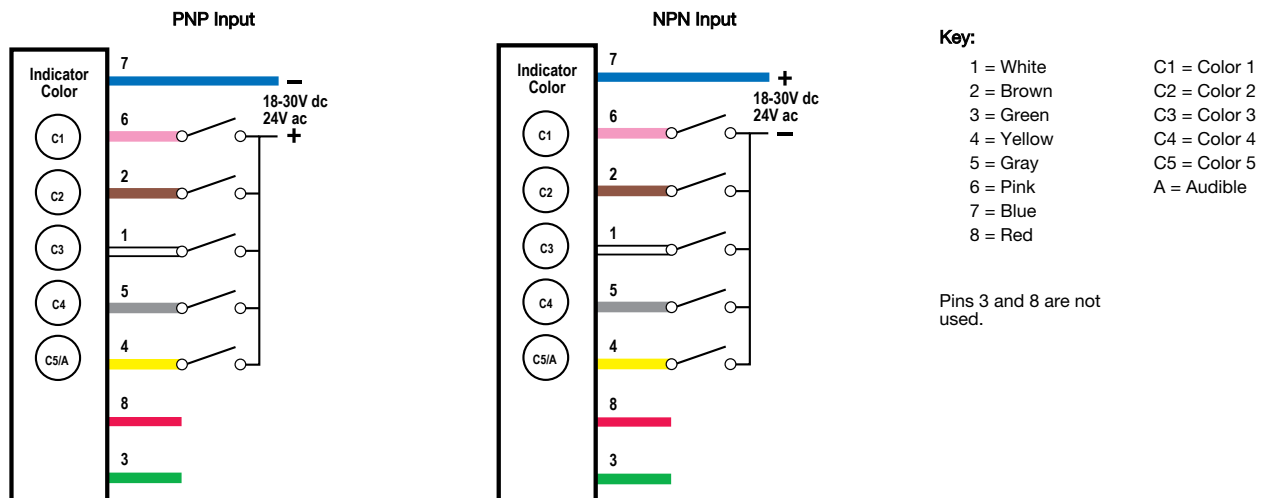 PNP Input
7
Indicator
Color
–
18-30V dc
24V ac
+
6
C1
2
C2
1
C3
5
C4
4
C5/A
8
3
NPN Input
7
Indicator
Color
+
18-30V dc
24V ac
–
6
C1
2
C2
1
C3
5
C4
4
C5/A
8
3
Key:
1 = White
2 = Brown
3 = Green
4 = Yellow
5 = Gray
6 = Pink
7 = Blue
8 = Red
C1 = Color 1
C2 = Color 2
C3 = Color 3
C4 = Color 4
C5 = Color 5
A = Audible
Pins 3 and 8 are not
used.